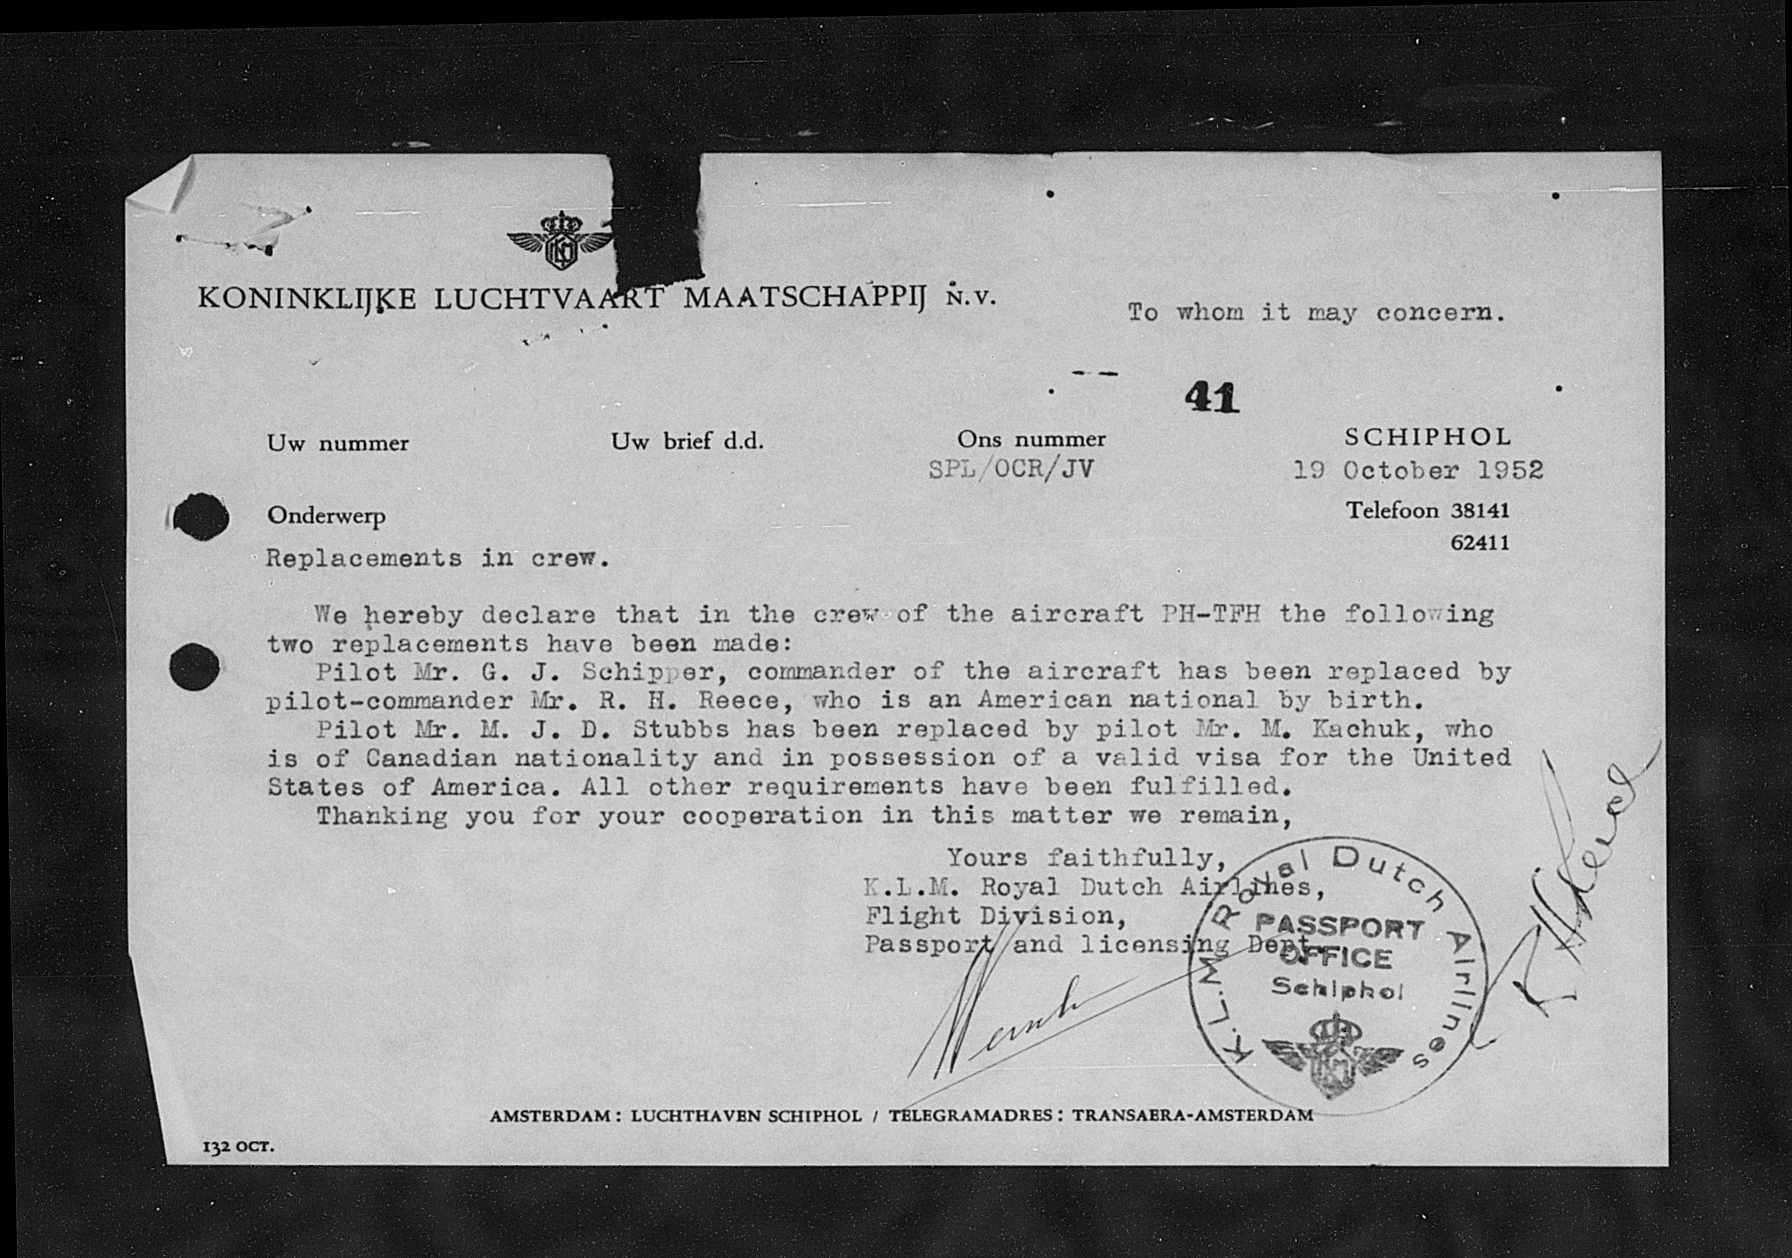 KONINKLIJKE LUCHTVAART MAATSCHAPPIJ N.V.
To whom it may concern.
41
Uw nummer Uw brief d.d. Ons nummer SCHIPHOL
SPL/OCR/JV 19 October 1952
Onderwerp Telefoon 38141
62411
Replacements in crew.
We hereby declare that in the crew of the aircraft PH-TFH the following
two replacements have been made:
Pilot Mr. G. J. Schipper, commander of the aircraft has been replaced by
pilot-commander Mr. R. H. Reece, who is an American national by birth.
Pilot Mr. M. J. D. Stubbs has been replaced by pilot Mr. M. Kachuk, who
is of Canadian nationality and in possession of a valid visa for the United
States of America. All other requirements have been fulfilled.
Thanking you for your cooperation in this matter we remain,
Yours faithfully,
K.L.M. Royal Dutch Airlines,
Flight Division,
Passport and licensing Dept.
K.L.M. Royal Dutch Airlines
PASSPORT
OFFICE
Schiphol
KLM
AMSTERDAM: LUCHTHAVEN SCHIPHOL / TELEGRAMADRES: TRANSAERA-AMSTERDAM
132 OCT.